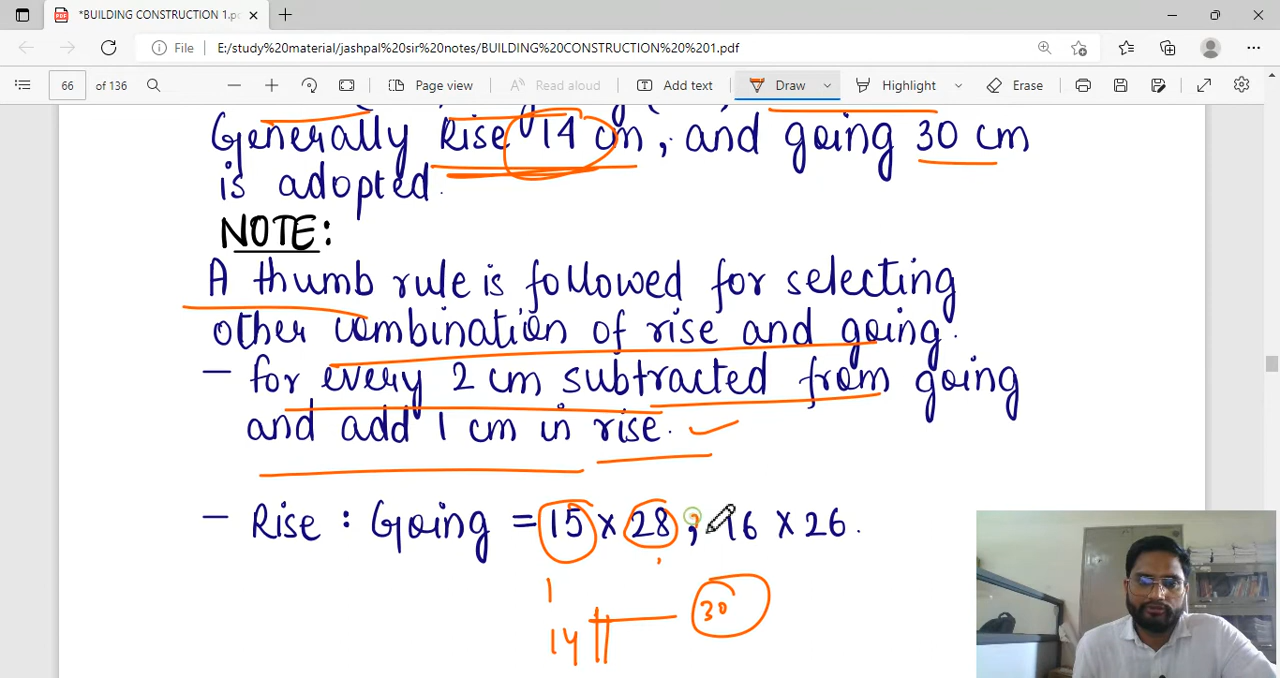 *BUILDING CONSTRUCTION 1.p
File E:/study%20material/jashpal%20sir%20notes/BUILDING%20CONSTRUCTION%20%201.pdf
66 of 136 Page view Read aloud Add text Draw Highlight Erase
Generally Rise 14 cm, and going 30 cm
is adopted.
NOTE:
A thumb rule is followed for selecting
other combination of rise and going.
- for every 2 cm subtracted from going
and add 1 cm in rise.
- Rise : Going = 15 x 28 ; 16 x 26.
1
30
14